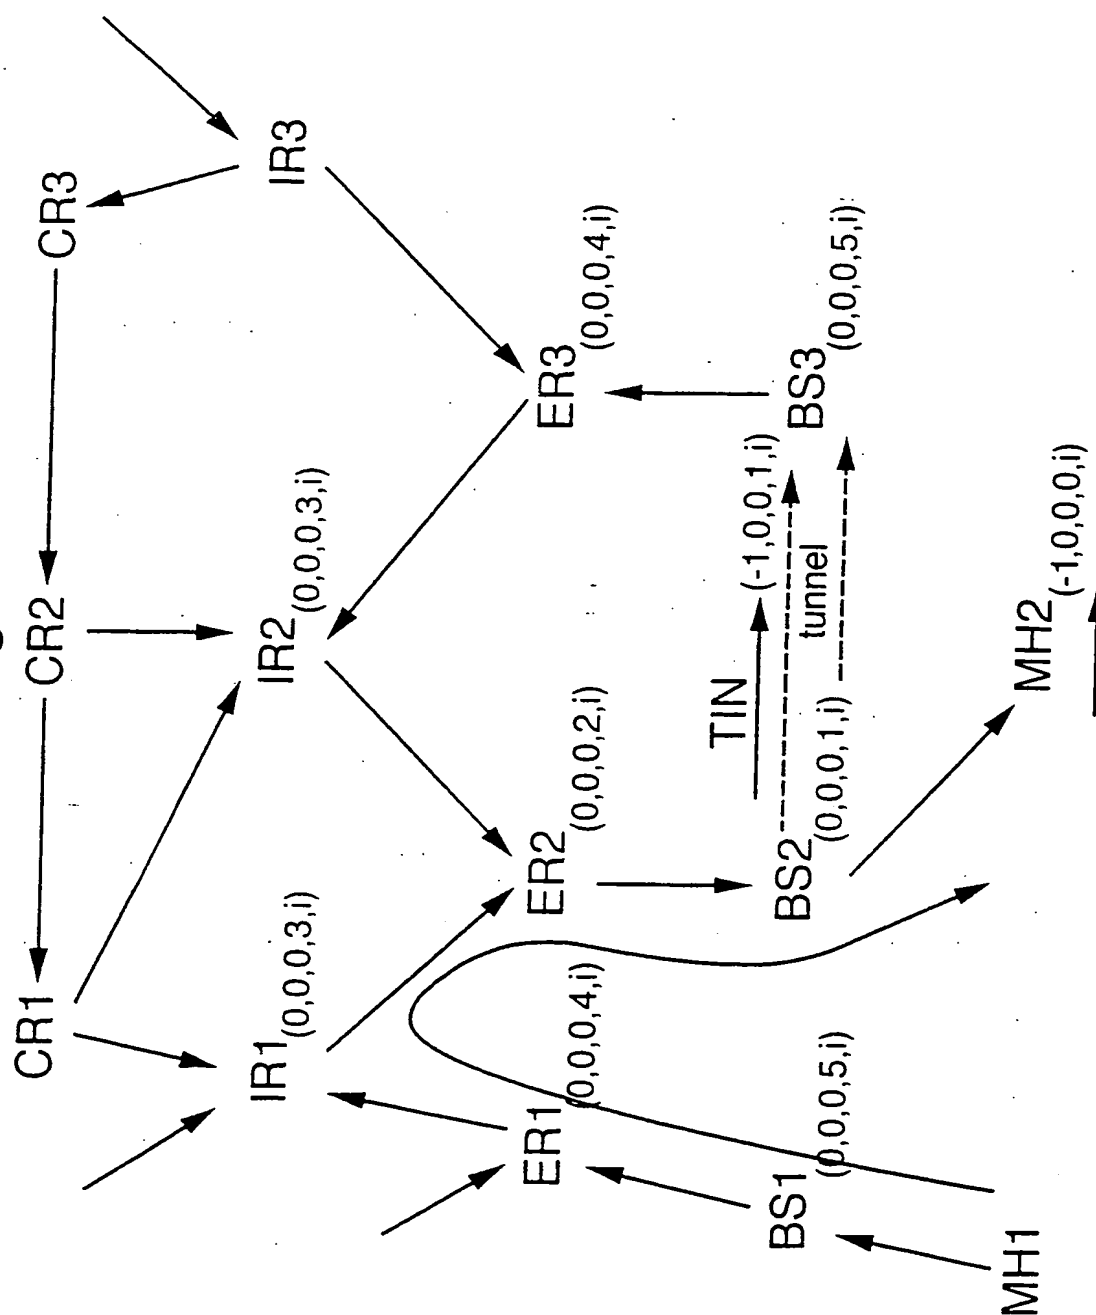 CR1
CR2
CR3
IR1(0,0,0,3,i)
IR2(0,0,0,3,i)
IR3
ER1(0,0,0,4,i)
ER2(0,0,0,2,i)
ER3(0,0,0,4,i)
TIN
(-1,0,0,1,i)
tunnel
BS1(0,0,0,5,i)
BS2(0,0,0,1,i)
BS3(0,0,0,5,i)
MH1
MH2(-1,0,0,0,i)